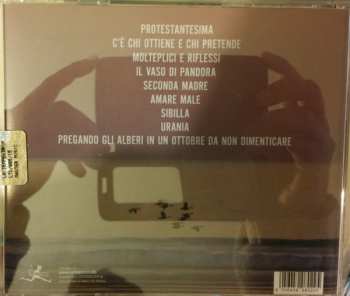 PROTESTANTESIMA
C'È CHI OTTIENE E CHI PRETENDE
MOLTEPLICI E RIFLESSI
IL VASO DI PANDORA
SECONDA MADRE
AMARE MALE
SIBILLA
URANIA
PREGANDO GLI ALBERI IN UN OTTOBRE DA NON DIMENTICARE